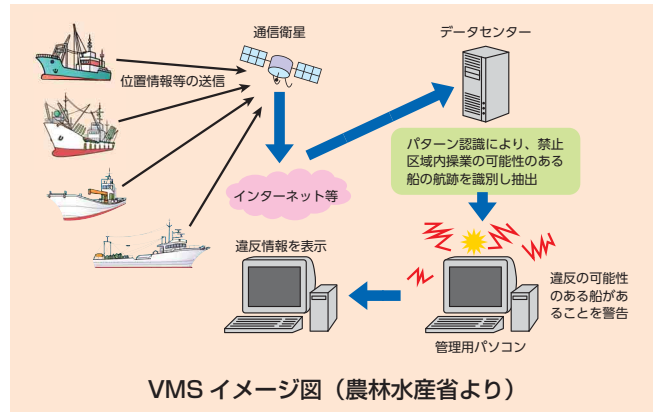 通信衛星
データセンター
位置情報等の送信
パターン認識により、禁止
区域内操業の可能性のある
船の航跡を識別し抽出
インターネット等
違反情報を表示
違反の可能性
のある船があ
ることを警告
管理用パソコン
VMS イメージ図（農林水産省より）